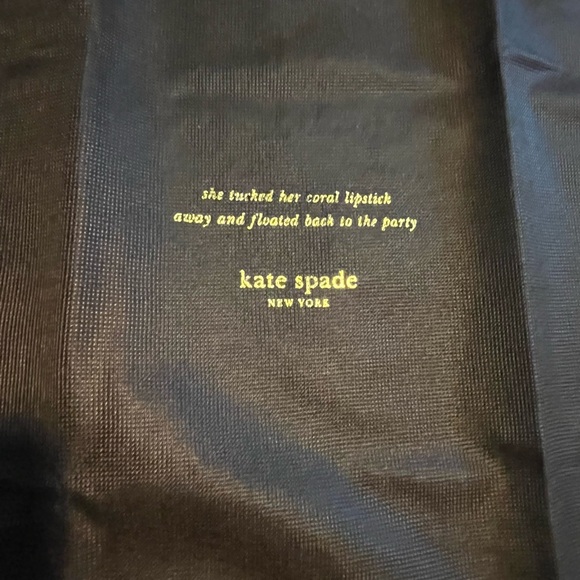 she tucked her coral lipstick
away and floated back to the party
kate spade
NEW YORK